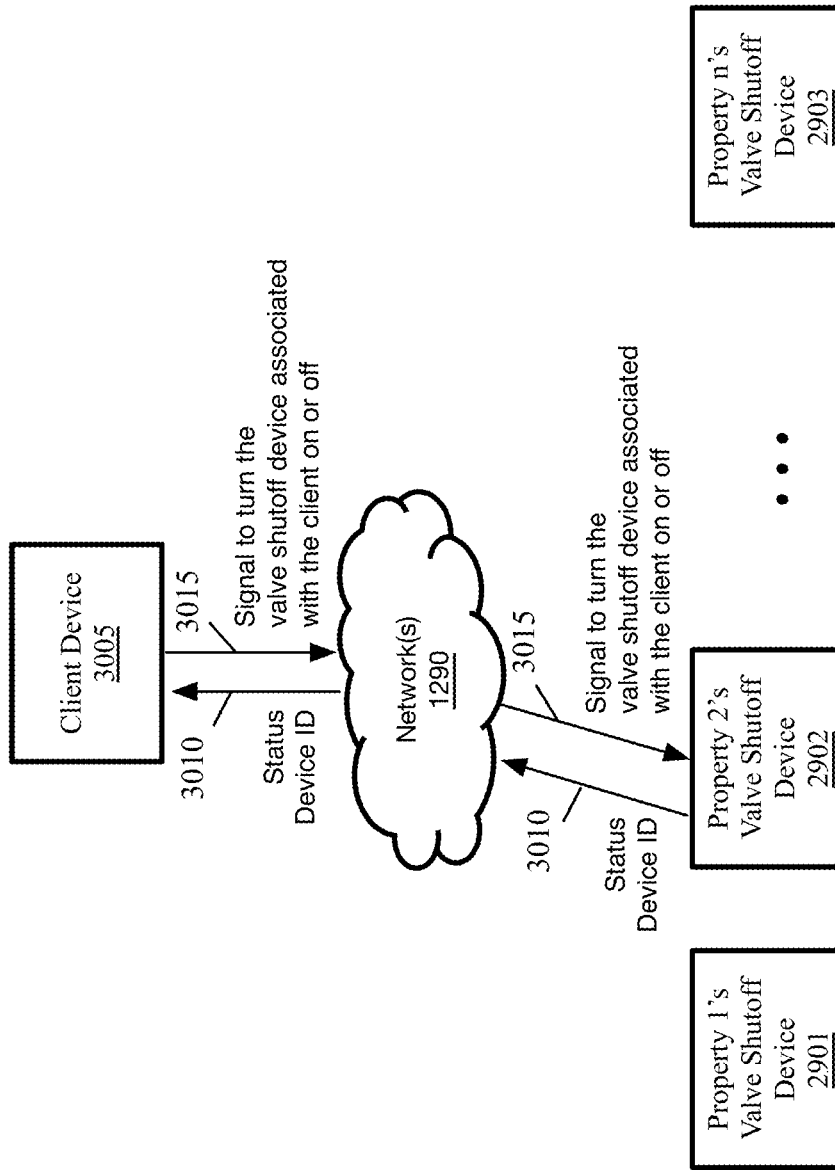 Client Device
3005
3010
3015
Status
Device ID
Signal to turn the
valve shutoff device associated
with the client on or off
Network(s)
1290
3010
3015
Status
Device ID
Signal to turn the
valve shutoff device associated
with the client on or off
Property 1's
Valve Shutoff
Device
2901
Property 2's
Valve Shutoff
Device
2902
Property n's
Valve Shutoff
Device
2903